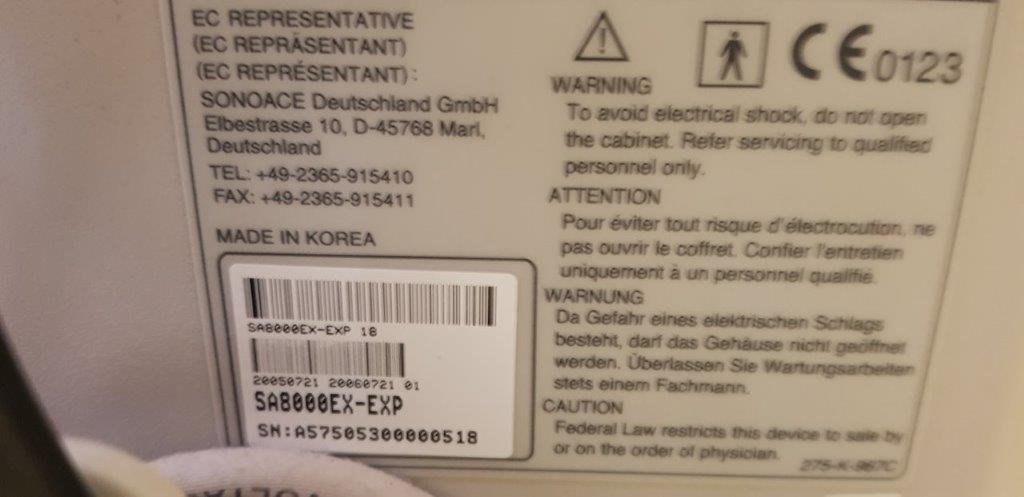 EC REPRESENTATIVE
(EC REPRÄSENTANT)
(EC REPRÉSENTANT) :
SONOACE Deutschland GmbH
Elbestrasse 10, D-45768 Marl,
Deutschland
TEL: +49-2365-915410
FAX: +49-2365-915411
MADE IN KOREA
SA8000EX-EXP 18
20050721 20060721 01
SA8000EX-EXP
SN:A57505300000518
CE 0123
WARNING
To avoid electrical shock, do not open
the cabinet. Refer servicing to qualified
personnel only.
ATTENTION
Pour éviter tout risque d'électrocution, ne
pas ouvrir le coffret. Confier l'entretien
uniquement à un personnel qualifié.
WARNUNG
Da Gefahr eines elektrischen Schlags
besteht, darf das Gehäuse nicht geöffnet
werden. Überlassen Sie Wartungsarbeiten
stets einem Fachmann.
CAUTION
Federal Law restricts this device to sale by
or on the order of physician.
275-K-967C